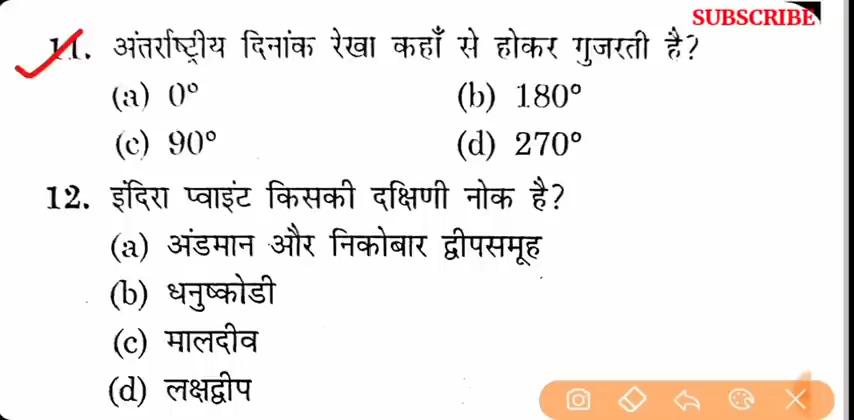 SUBSCRIBE
11. अंतर्राष्ट्रीय दिनांक रेखा कहाँ से होकर गुजरती है?
(a) 0° (b) 180°
(c) 90° (d) 270°
12. इंदिरा प्वाइंट किसकी दक्षिणी नोक है?
(a) अंडमान और निकोबार द्वीपसमूह
(b) धनुष्कोडी
(c) मालदीव
(d) लक्षद्वीप